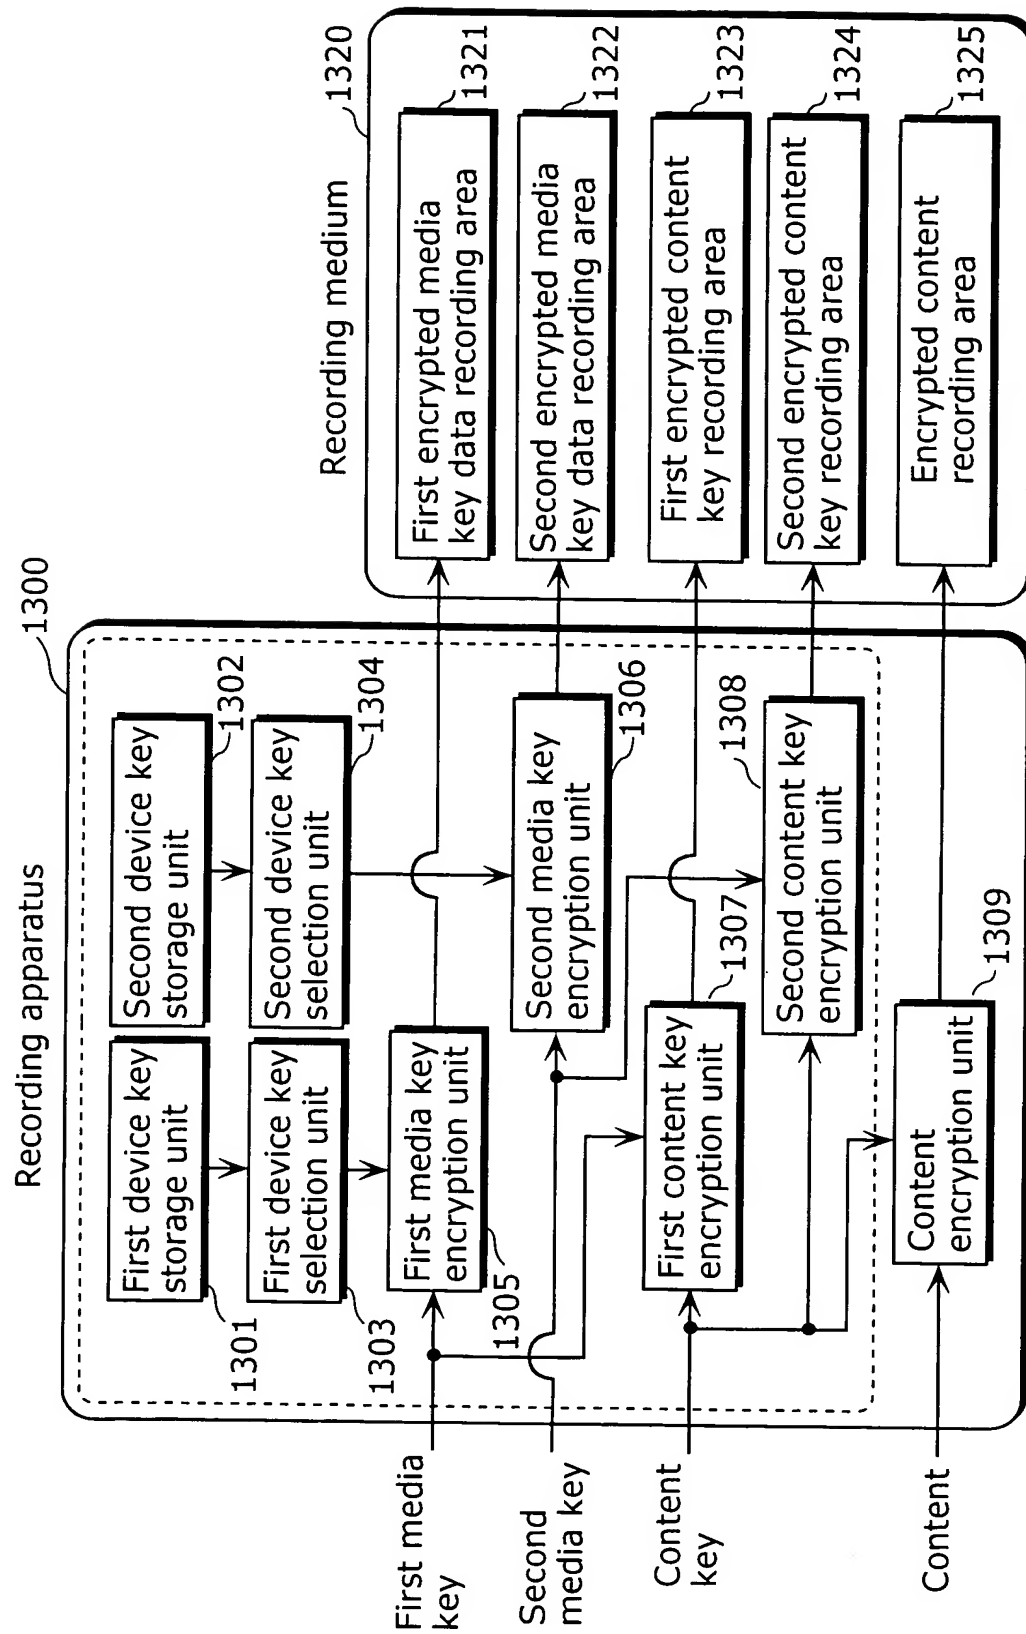 Recording apparatus
1300
First device key
storage unit
1301
Second device key
storage unit
1302
First device key
selection unit
1303
Second device key
selection unit
1304
First media key
encryption unit
1305
Second media key
encryption unit
1306
First content key
encryption unit
1307
Second content key
encryption unit
1308
Content
encryption unit
1309
First media
key
Second
media key
Content
key
Content
Recording medium
1320
First encrypted media
key data recording area
1321
Second encrypted media
key data recording area
1322
First encrypted content
key recording area
1323
Second encrypted content
key recording area
1324
Encrypted content
recording area
1325